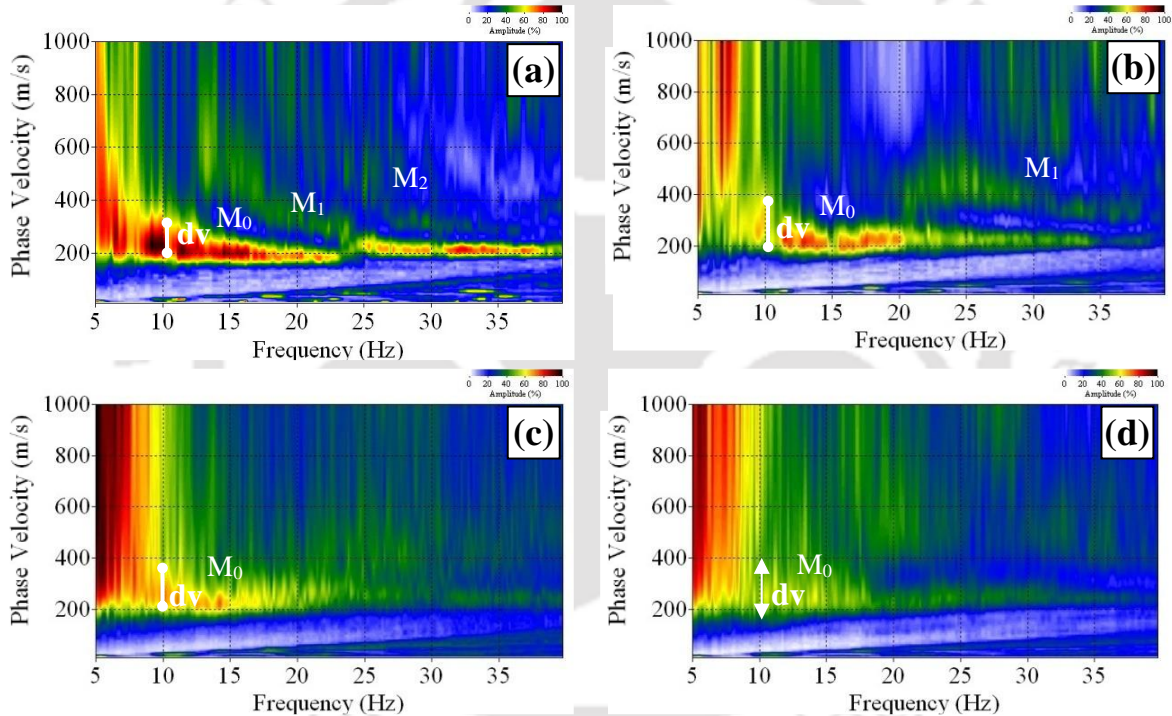 0 20 40 60 80 100
Amplitude (%)
1000
800
600
400
200
Phase Velocity (m/s)
(a)
M₀
M₁
M₂
dv
5 10 15 20 25 30 35
Frequency (Hz)
0 20 40 60 80 100
Amplitude (%)
1000
800
600
400
200
Phase Velocity (m/s)
(b)
M₀
M₁
dv
5 10 15 20 25 30 35
Frequency (Hz)
0 20 40 60 80 100
Amplitude (%)
1000
800
600
400
200
Phase Velocity (m/s)
(c)
M₀
dv
5 10 15 20 25 30 35
Frequency (Hz)
0 20 40 60 80 100
Amplitude (%)
1000
800
600
400
200
Phase Velocity (m/s)
(d)
M₀
dv
5 10 15 20 25 30 35
Frequency (Hz)